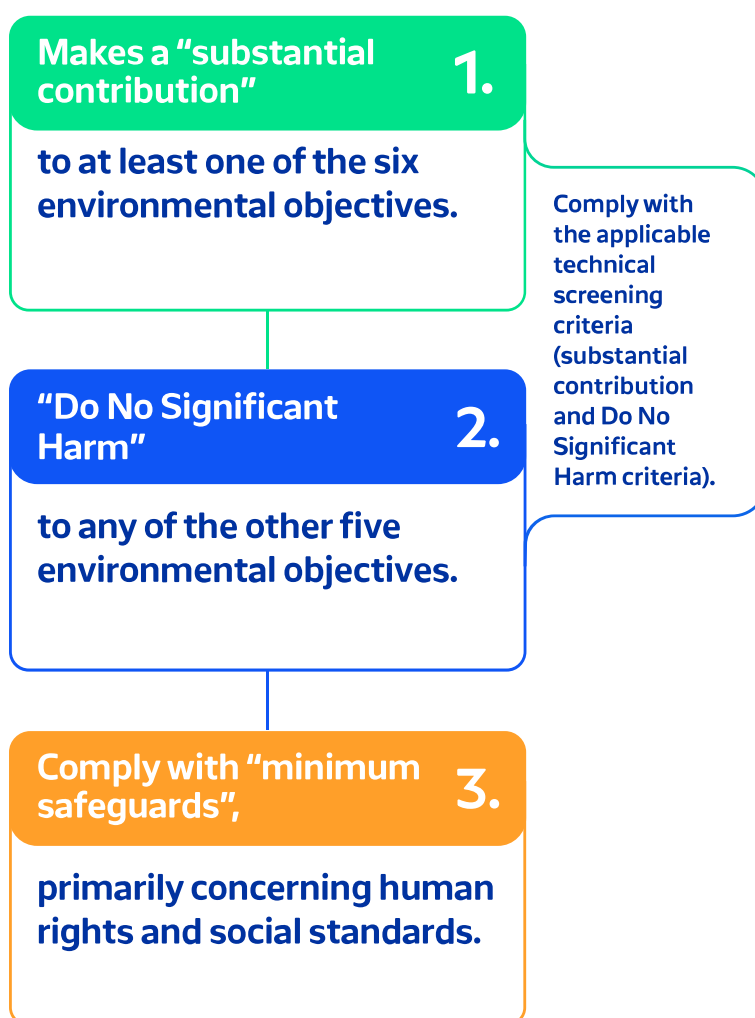 Makes a “substantial
contribution”
1.
to at least one of the six
environmental objectives.
Comply with
the applicable
technical
screening
criteria
(substantial
contribution
and Do No
Significant
Harm criteria).
“Do No Significant
Harm”
2.
to any of the other five
environmental objectives.
Comply with “minimum
safeguards”,
3.
primarily concerning human
rights and social standards.